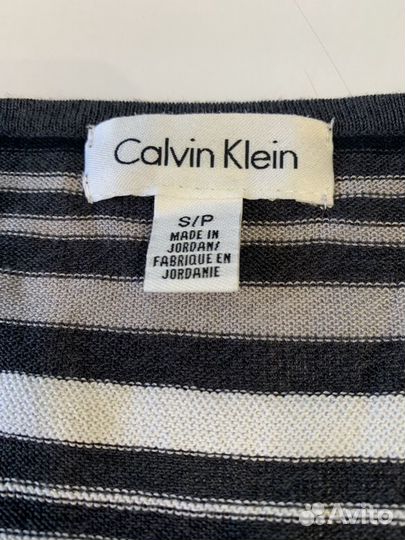 Calvin Klein
S/P
MADE IN
JORDAN/
FABRIQUE EN
JORDANIE
Avito